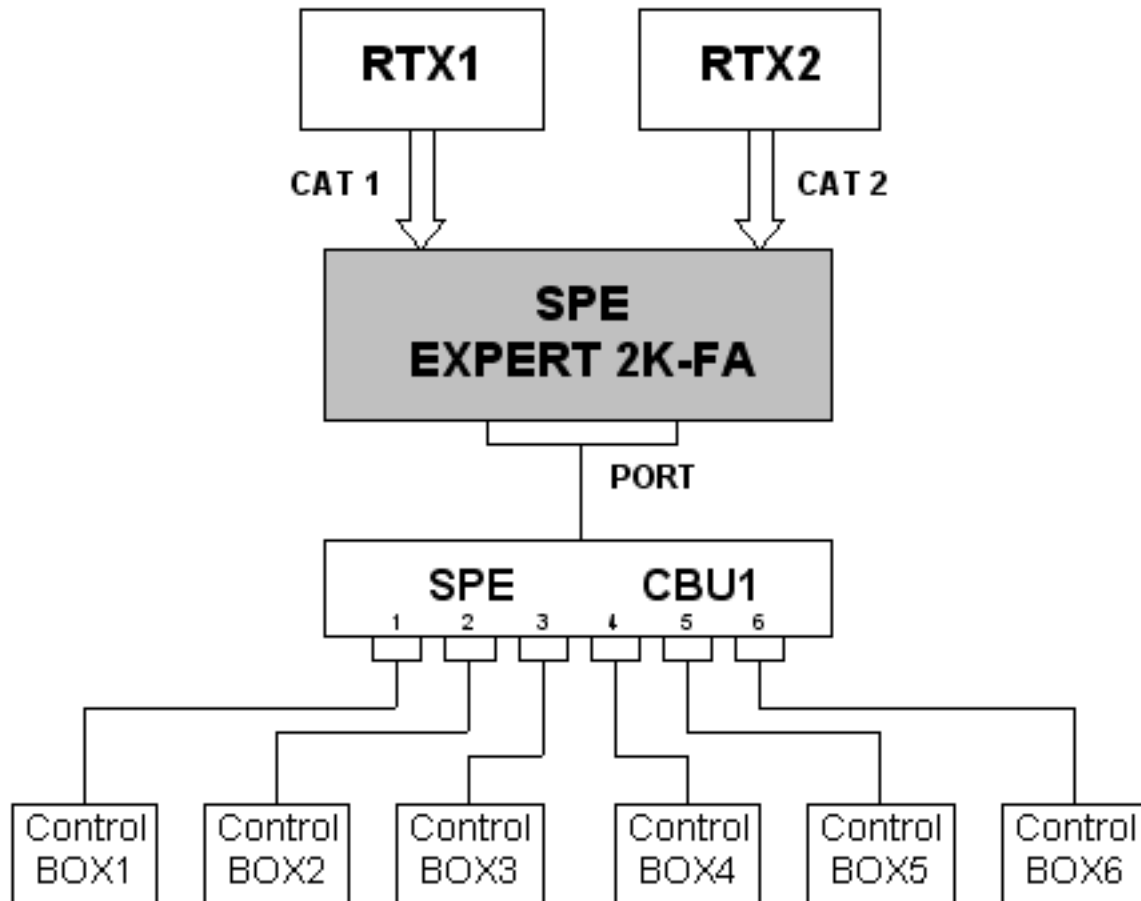 RTX1
RTX2
CAT 1
CAT 2
SPE
EXPERT 2K-FA
PORT
SPE CBU1
1 2 3 4 5 6
Control
BOX1
Control
BOX2
Control
BOX3
Control
BOX4
Control
BOX5
Control
BOX6